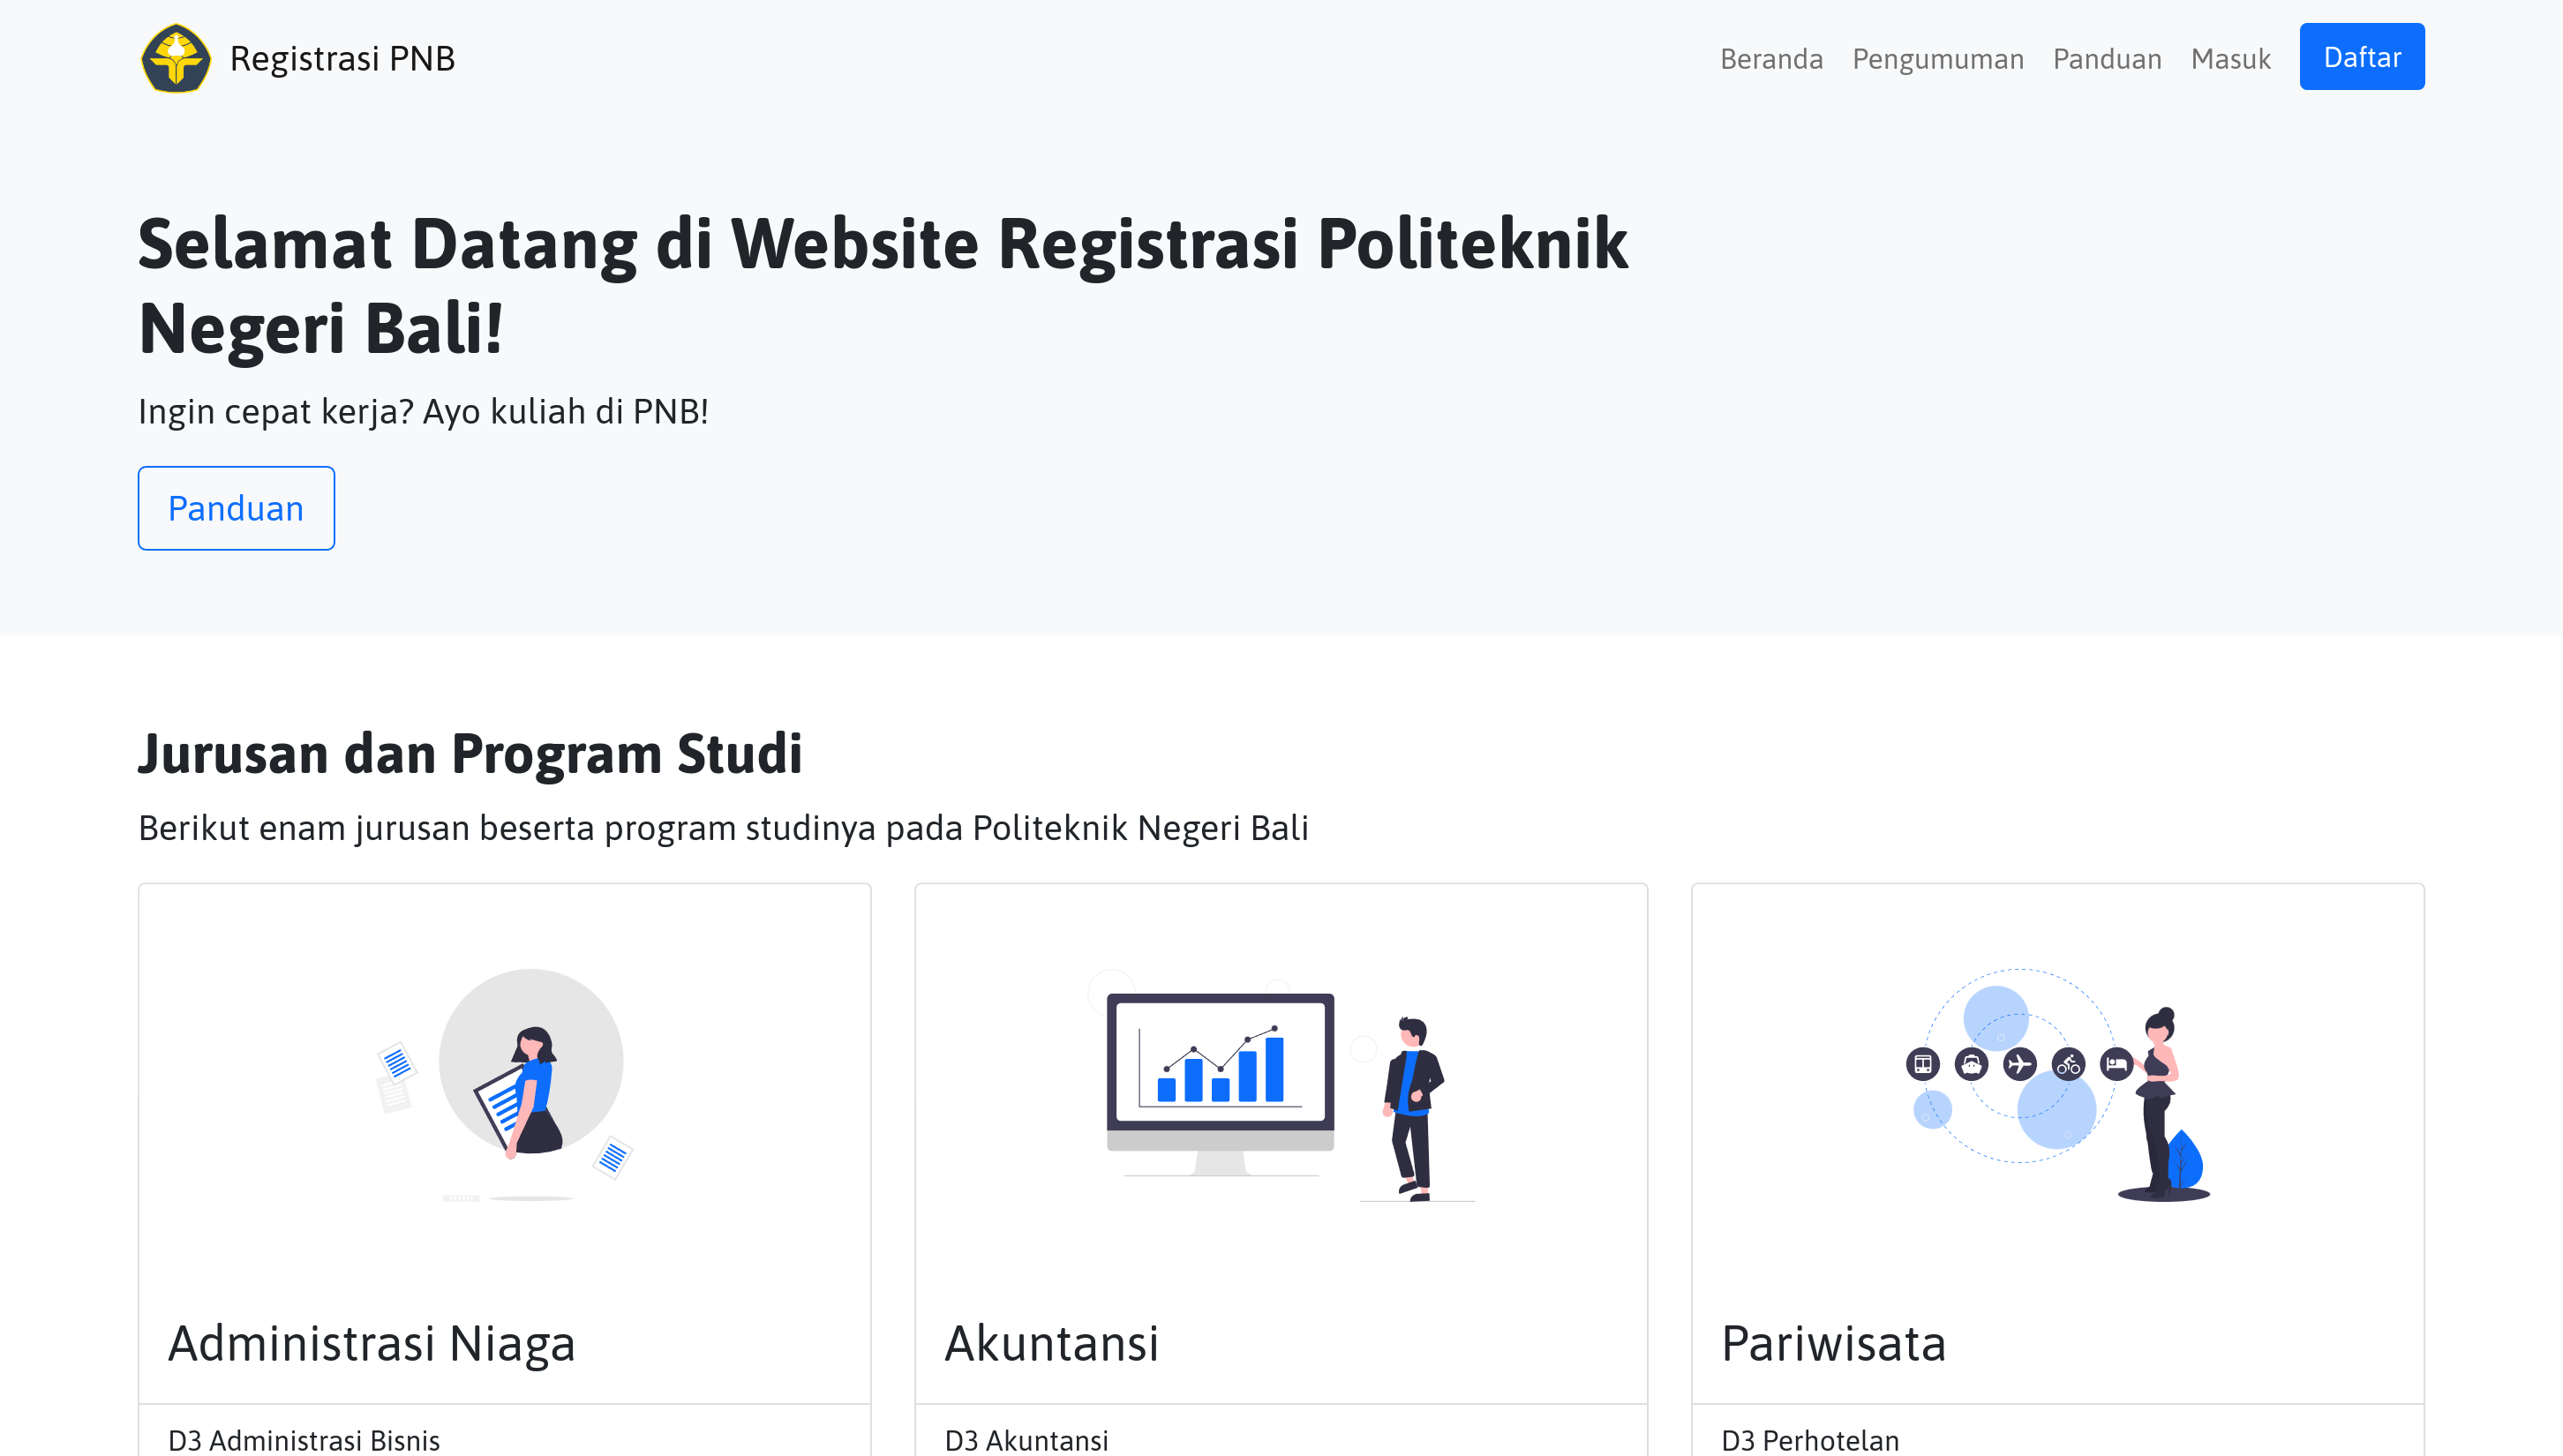 Registrasi PNB
Beranda Pengumuman Panduan Masuk Daftar
Selamat Datang di Website Registrasi Politeknik
Negeri Bali!
Ingin cepat kerja? Ayo kuliah di PNB!
Panduan
Jurusan dan Program Studi
Berikut enam jurusan beserta program studinya pada Politeknik Negeri Bali
Administrasi Niaga
D3 Administrasi Bisnis
Akuntansi
D3 Akuntansi
Pariwisata
D3 Perhotelan